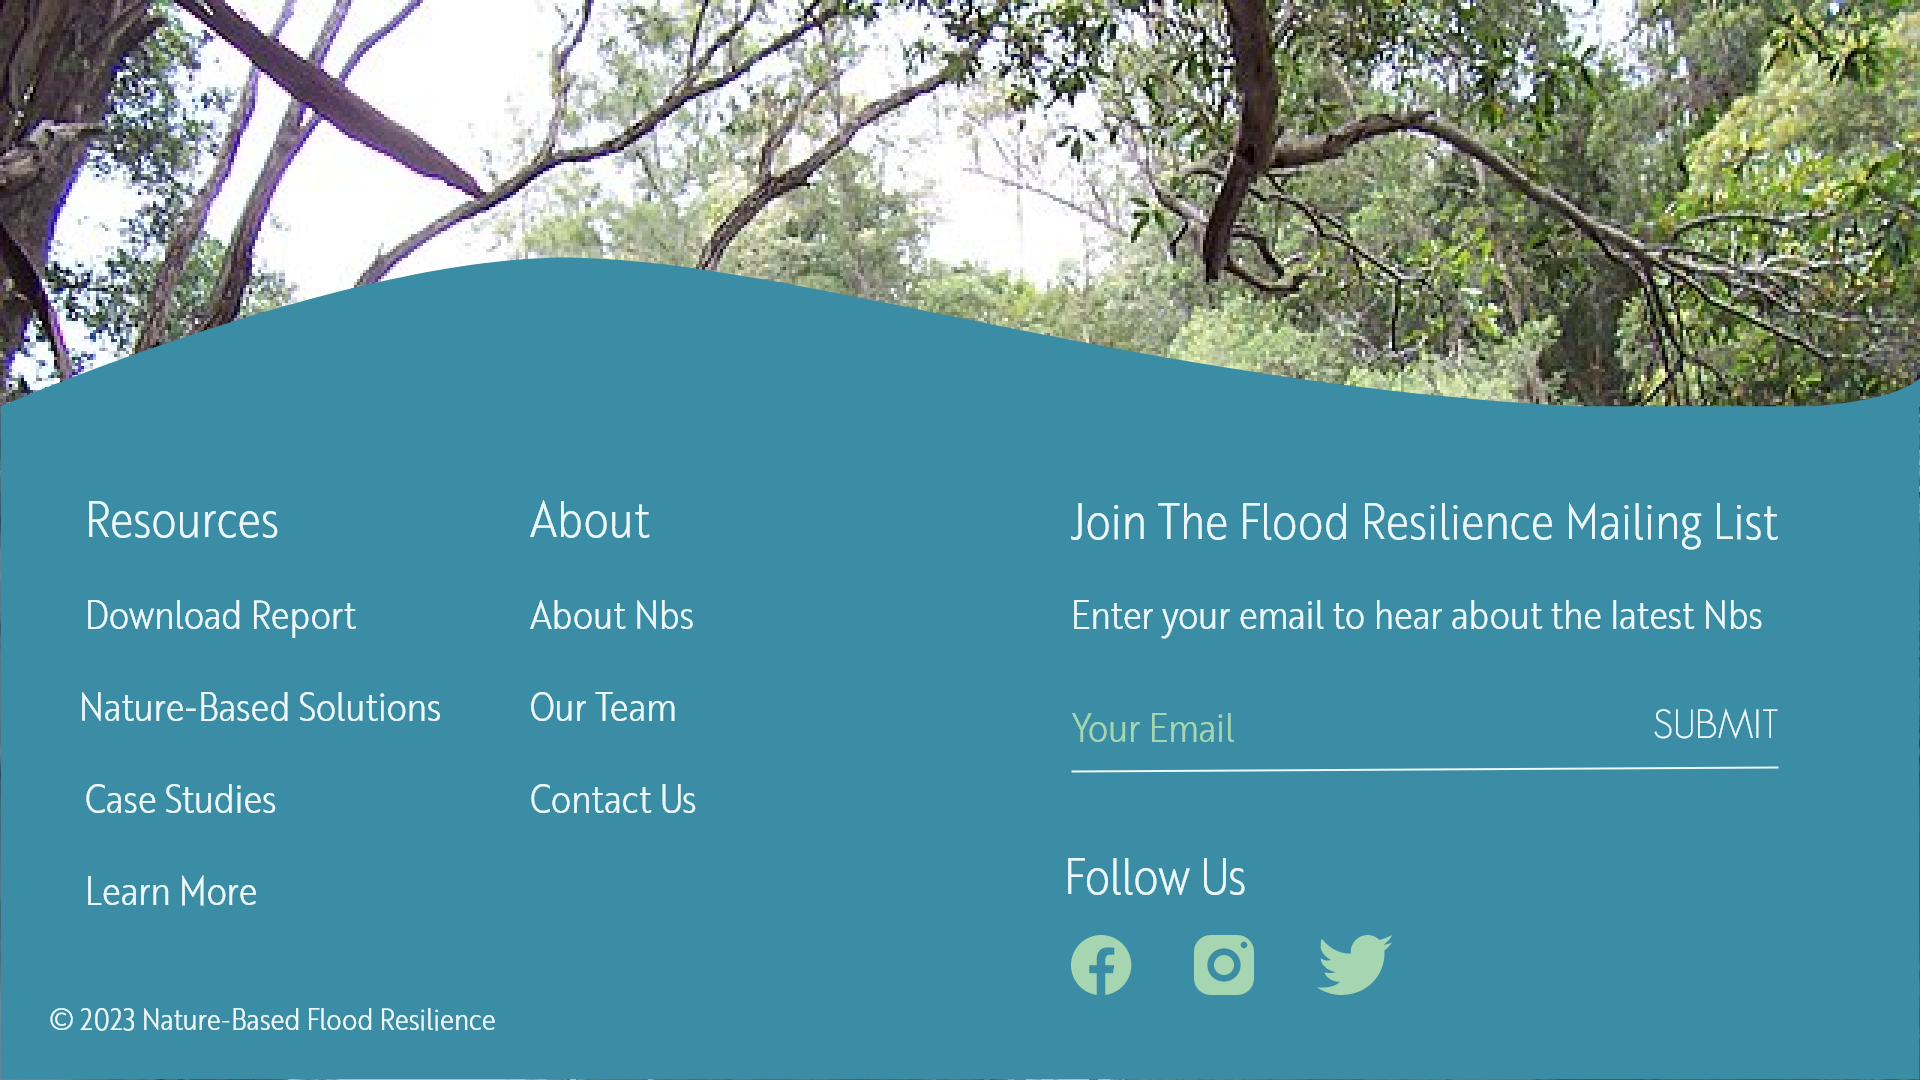 Resources
Download Report
Nature-Based Solutions
Case Studies
Learn More
About
About Nbs
Our Team
Contact Us
Join The Flood Resilience Mailing List
Enter your email to hear about the latest Nbs
Your Email
SUBMIT
Follow Us
© 2023 Nature-Based Flood Resilience